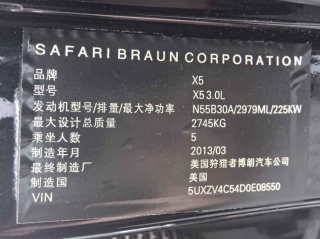 SAFARI BRAUN CORPORATION
品牌 X5
型号 X5 3.0L
发动机型号/排量/最大净功率 N55B30A/2979ML/225KW
最大设计总质量 2745KG
乘坐人数 5
制造年月 2013/03
最终制造厂 美国狩猎者博朗汽车公司
制造国 美国
VIN 5UXZV4C54D0E08550